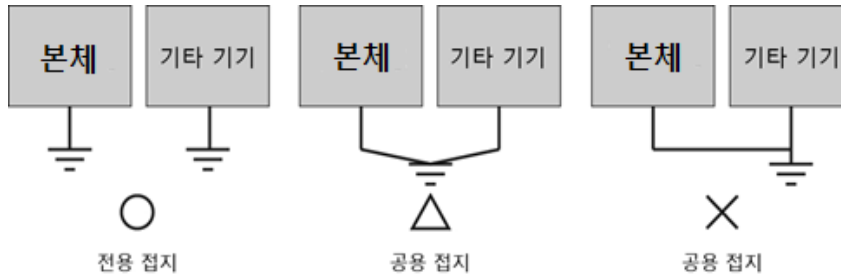 본체 기타 기기 본체 기타 기기 본체 기타 기기
전용 접지 공용 접지 공용 접지